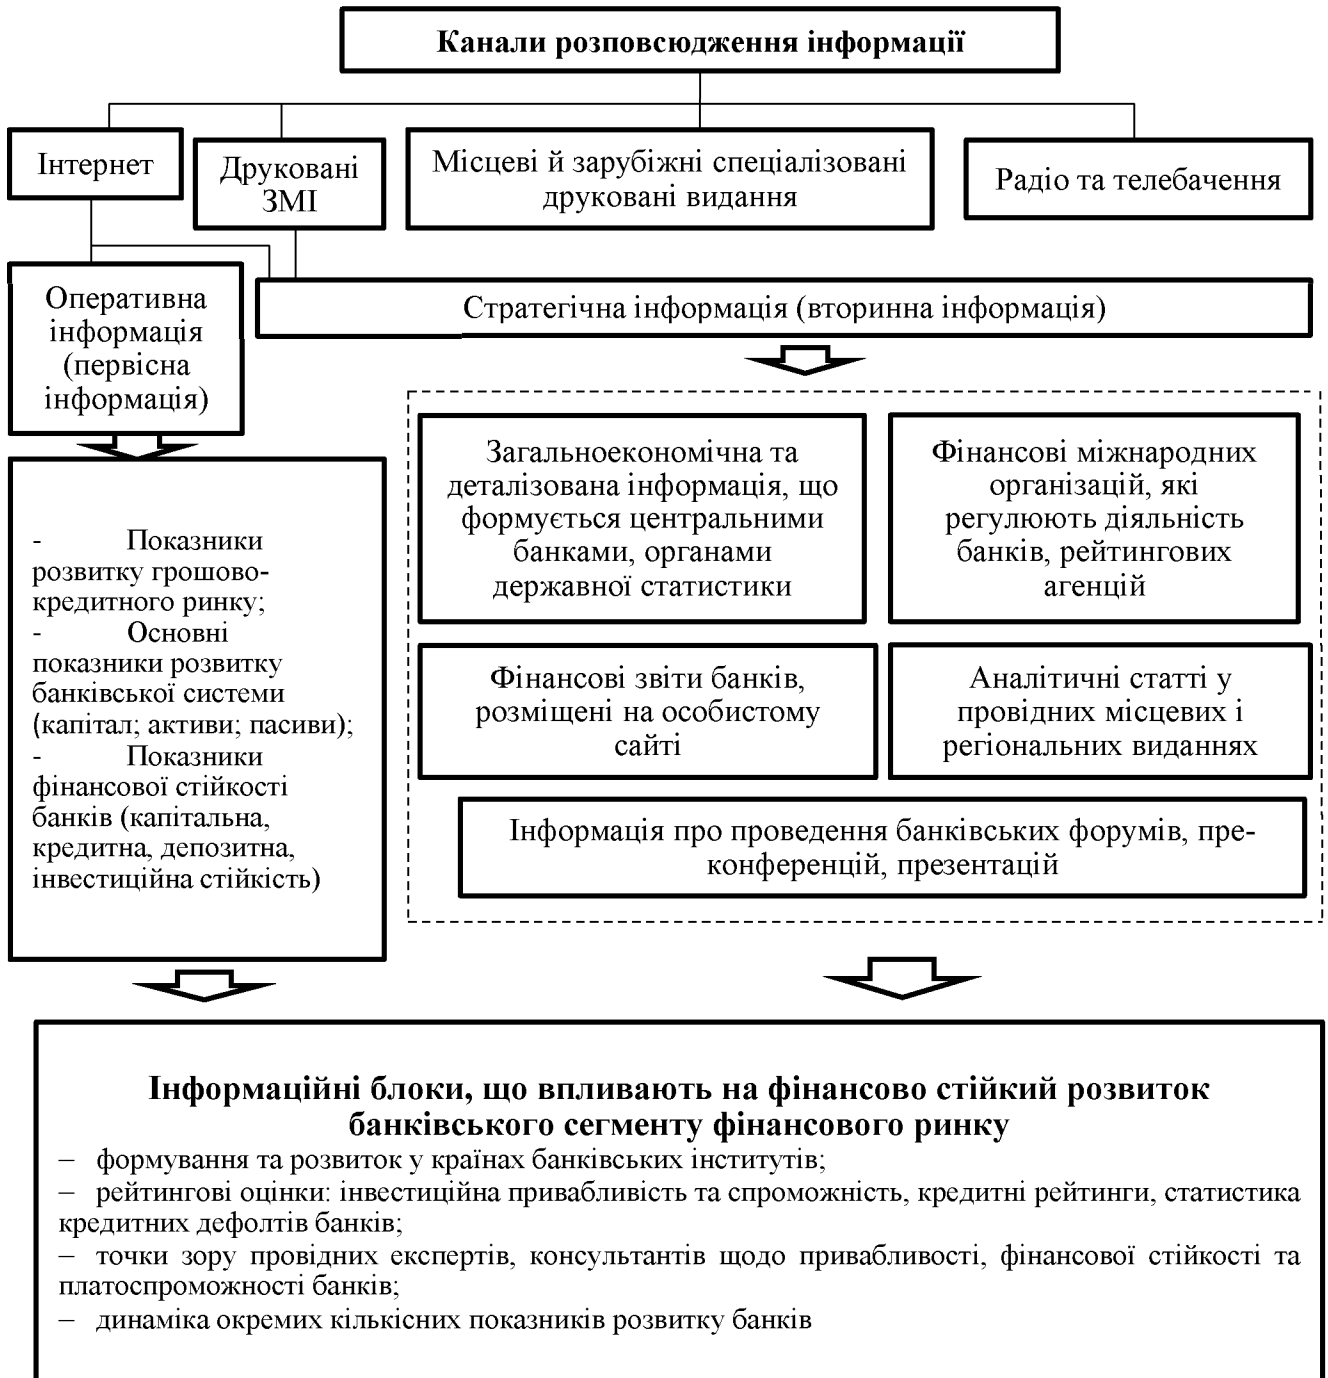 Канали розповсюдження інформації
Інтернет
Друковані
ЗМІ
Місцеві й зарубіжні спеціалізовані
друковані видання
Радіо та телебачення
Оперативна
інформація
(первісна
інформація)
Стратегічна інформація (вторинна інформація)
- Показники
розвитку грошово-
кредитного ринку;
- Основні
показники розвитку
банківської системи
(капітал; активи; пасиви);
- Показники
фінансової стійкості
банків (капітальна,
кредитна, депозитна,
інвестиційна стійкість)
Загальноекономічна та
деталізована інформація, що
формується центральними
банками, органами
державної статистики
Фінансові міжнародних
організацій, які
регулюють діяльність
банків, рейтингових
агенцій
Фінансові звіти банків,
розміщені на особистому
сайті
Аналітичні статті у
провідних місцевих і
регіональних виданнях
Інформація про проведення банківських форумів, пре-
конференцій, презентацій
Інформаційні блоки, що впливають на фінансово стійкий розвиток
банківського сегменту фінансового ринку
– формування та розвиток у країнах банківських інститутів;
– рейтингові оцінки: інвестиційна привабливість та спроможність, кредитні рейтинги, статистика
кредитних дефолтів банків;
– точки зору провідних експертів, консультантів щодо привабливості, фінансової стійкості та
платоспроможності банків;
– динаміка окремих кількісних показників розвитку банків